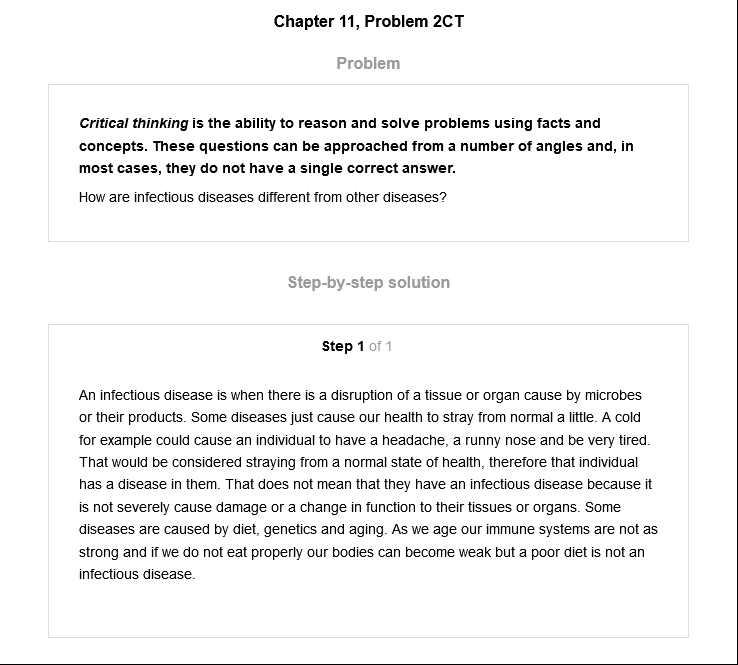 Chapter 11, Problem 2CT
Problem
Critical thinking is the ability to reason and solve problems using facts and
concepts. These questions can be approached from a number of angles and, in
most cases, they do not have a single correct answer.
How are infectious diseases different from other diseases?
Step-by-step solution
Step 1 of 1
An infectious disease is when there is a disruption of a tissue or organ cause by microbes
or their products. Some diseases just cause our health to stray from normal a little. A cold
for example could cause an individual to have a headache, a runny nose and be very tired.
That would be considered straying from a normal state of health, therefore that individual
has a disease in them. That does not mean that they have an infectious disease because it
is not severely cause damage or a change in function to their tissues or organs. Some
diseases are caused by diet, genetics and aging. As we age our immune systems are not as
strong and if we do not eat properly our bodies can become weak but a poor diet is not an
infectious disease.